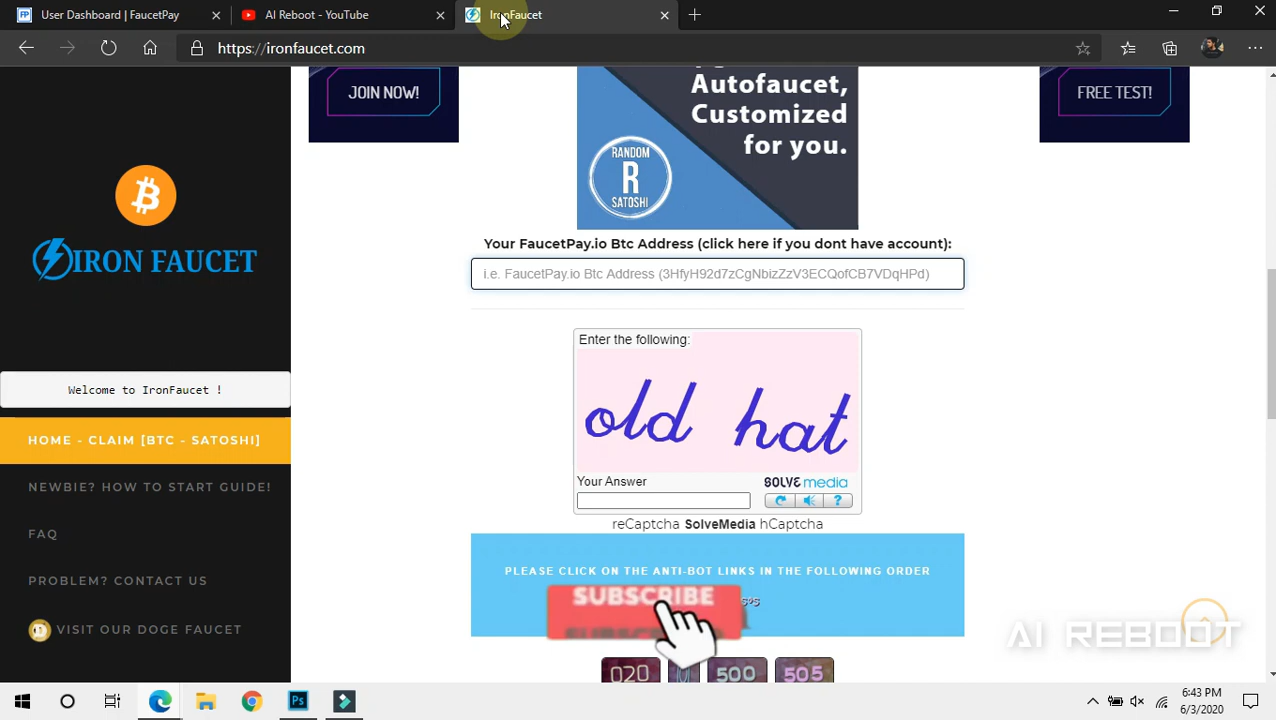 User Dashboard | FaucetPay
AI Reboot - YouTube
IronFaucet
https://ironfaucet.com
JOIN NOW!
Autofaucet,
Customized
for you.
RANDOM
R
SATOSHI
FREE TEST!
IRON FAUCET
Welcome to IronFaucet !
HOME - CLAIM [BTC - SATOSHI]
NEWBIE? HOW TO START GUIDE!
FAQ
PROBLEM? CONTACT US
VISIT OUR DOGE FAUCET
Your FaucetPay.io Btc Address (click here if you dont have account):
i.e. FaucetPay.io Btc Address (3HfyH92d7zCgNbizZzV3ECQofCB7VDqHPd)
Enter the following:
old hat
Your Answer
SOLVE media
reCaptcha SolveMedia hCaptcha
PLEASE CLICK ON THE ANTI-BOT LINKS IN THE FOLLOWING ORDER
SUBSCRIBE
020
500
505
Ai REBOOT
6:43 PM
6/3/2020